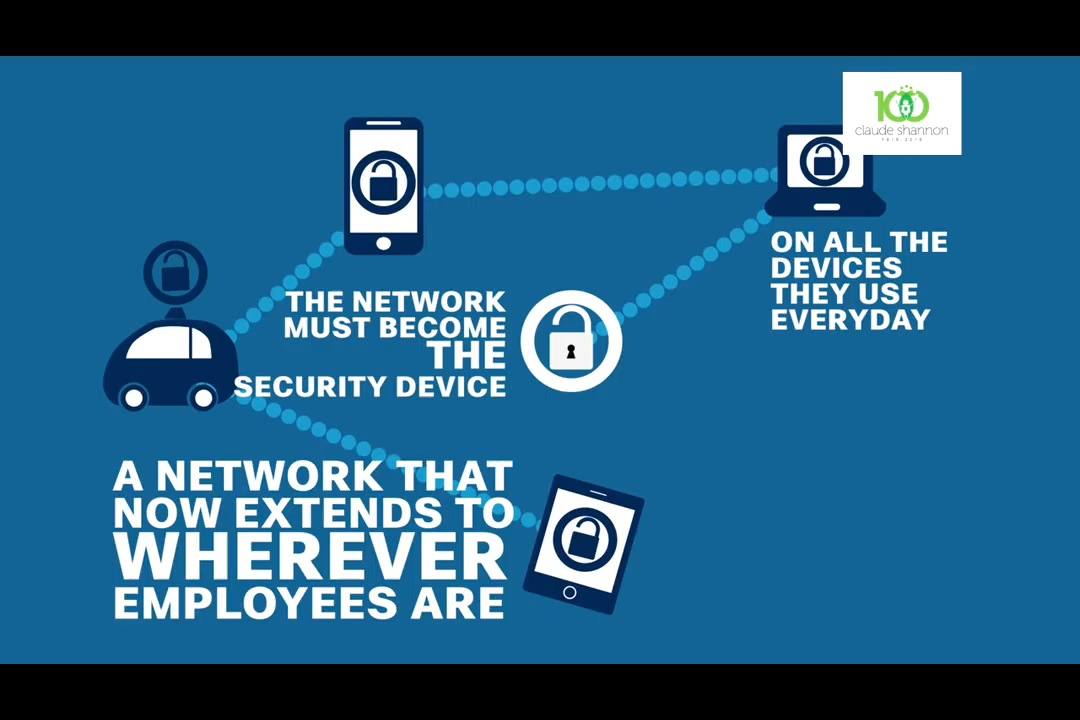 100
claude shannon
THE NETWORK
MUST BECOME
THE
SECURITY DEVICE
ON ALL THE
DEVICES
THEY USE
EVERYDAY
A NETWORK THAT
NOW EXTENDS TO
WHEREVER
EMPLOYEES ARE